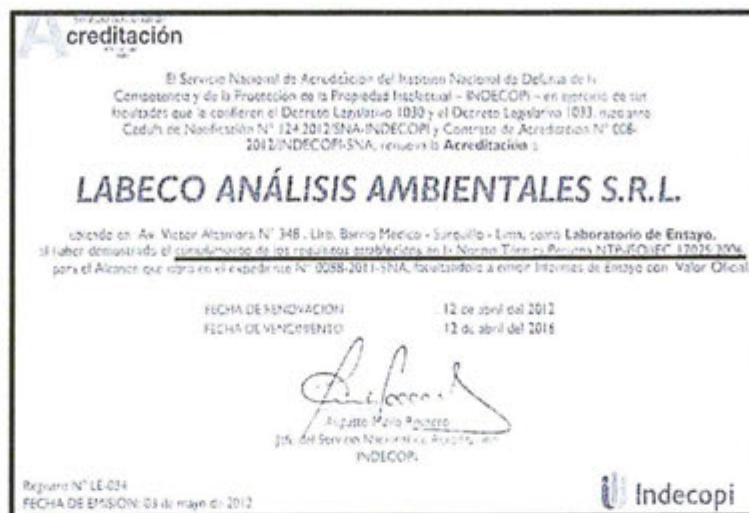 creditación
El Servicio Nacional de Acreditación del Instituto Nacional de Defensa de la
Competencia y de la Protección de la Propiedad Intelectual – INDECOPI – en ejercicio de sus
facultades que le confieren el Decreto Legislativo 1030 y el Decreto Legislativo 1033, mediante
Cedula de Notificación N° 124 2012/SNA-INDECOPI y Contrato de Acreditación N° 008-
2012/INDECOPI-SNA, renueva la Acreditación a
LABECO ANÁLISIS AMBIENTALES S.R.L.
ubicado en Av. Victor Alzamora N° 348, Urb. Barrio Medico - Surquillo - Lima, como Laboratorio de Ensayo,
al haber demostrado el cumplimiento de los requisitos establecidos en la Norma Técnica Peruana NTP-ISO/IEC 17025:2006
para el Alcance que obra en el expediente N° 0088-2011-SNA, facultandolo a emitir Informes de Ensayo con Valor Oficial
FECHA DE RENOVACIÓN : 12 de abril del 2012
FECHA DE VENCIMIENTO : 12 de abril del 2016
Augusto Mello Romero
Jefe del Servicio Nacional de Acreditación
INDECOPI
Registro N° LE-034
FECHA DE EMISION: 03 de mayo de 2012
Indecopi